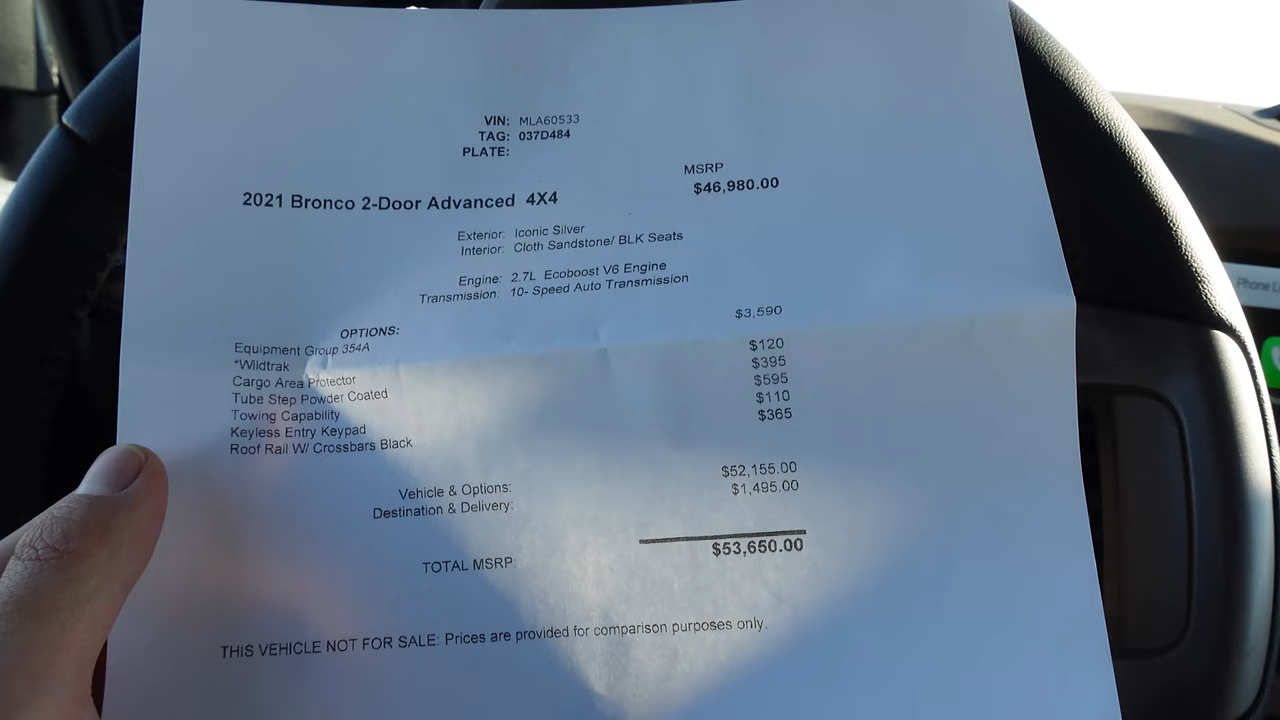 VIN: MLA60533
TAG: 037D484
PLATE:
MSRP
2021 Bronco 2-Door Advanced 4X4 $46,980.00
Exterior: Iconic Silver
Interior: Cloth Sandstone/ BLK Seats
Engine: 2.7L Ecoboost V6 Engine
Transmission: 10- Speed Auto Transmission
OPTIONS: $3,590
Equipment Group 354A
*Wildtrak $120
Cargo Area Protector $395
Tube Step Powder Coated $595
Towing Capability $110
Keyless Entry Keypad $365
Roof Rail W/ Crossbars Black
$52,155.00
Vehicle & Options: $1,495.00
Destination & Delivery:
$53,650.00
TOTAL MSRP:
THIS VEHICLE NOT FOR SALE: Prices are provided for comparison purposes only.
Phone